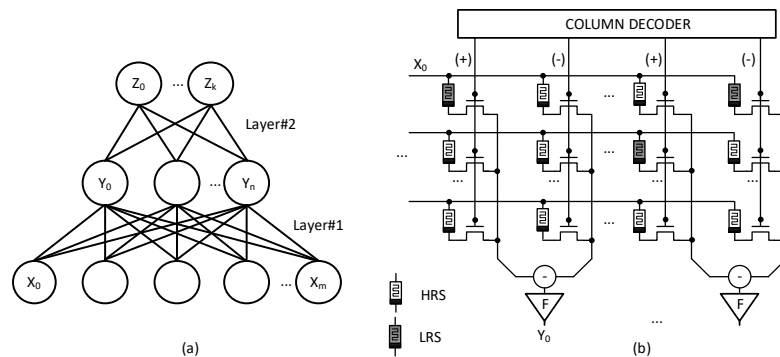 Z0 ... Zk
Layer#2
Y0 ... Yn
Layer#1
X0 ... Xm
(a)
COLUMN DECODER
(+) (-) (+) (-)
X0
...
... ...
... ...
...
- -
F F
HRS
LRS
Y0 ...
(b)